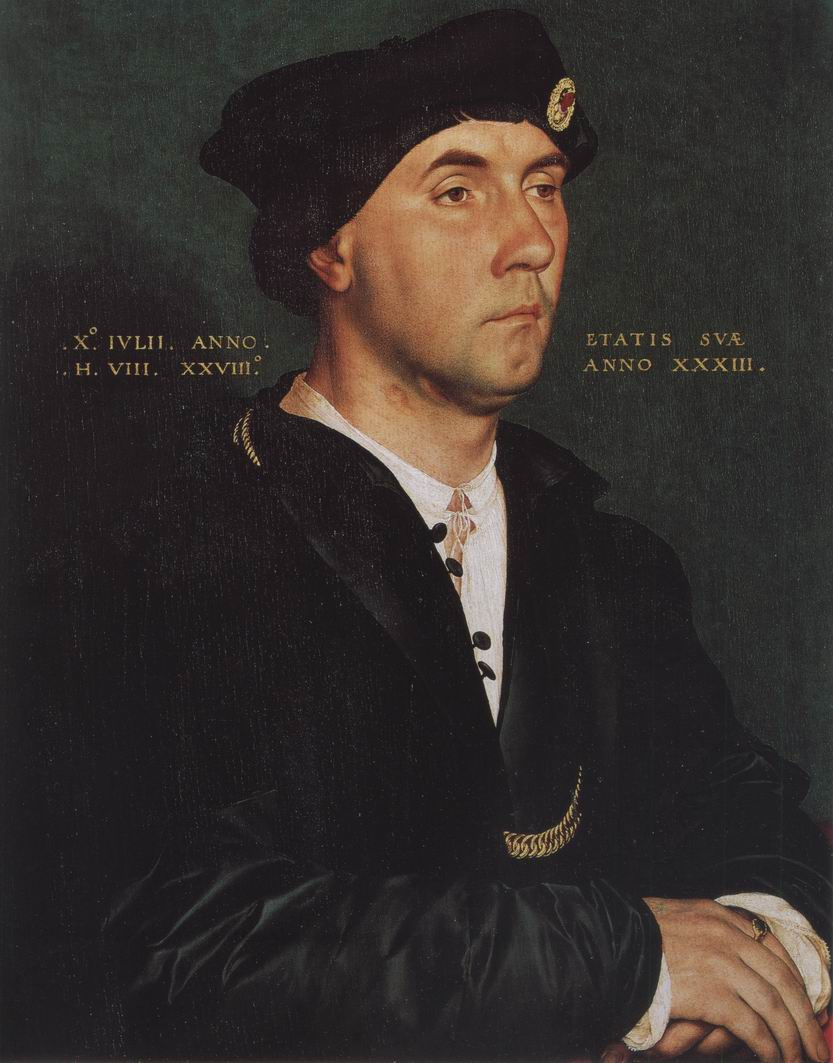 .X.º IVLII. ANNO.
.H. VIII. XXVIII.º
ETATIS SVÆ
ANNO XXXIII.